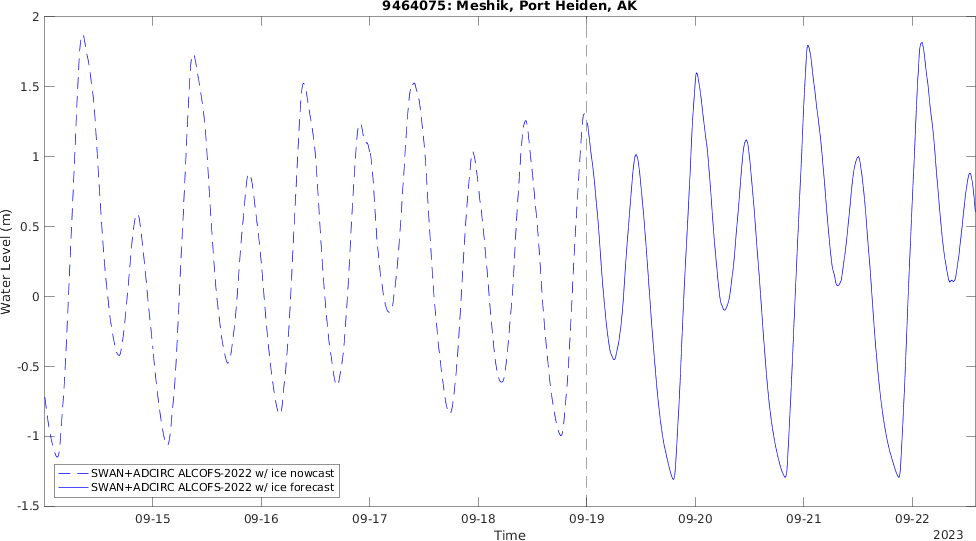 9464075: Meshik, Port Heiden, AK
2
1.5
1
0.5
0
-0.5
-1
-1.5
Water Level (m)
SWAN+ADCIRC ALCOFS-2022 w/ ice nowcast
SWAN+ADCIRC ALCOFS-2022 w/ ice forecast
09-15 09-16 09-17 09-18 09-19 09-20 09-21 09-22
Time
2023